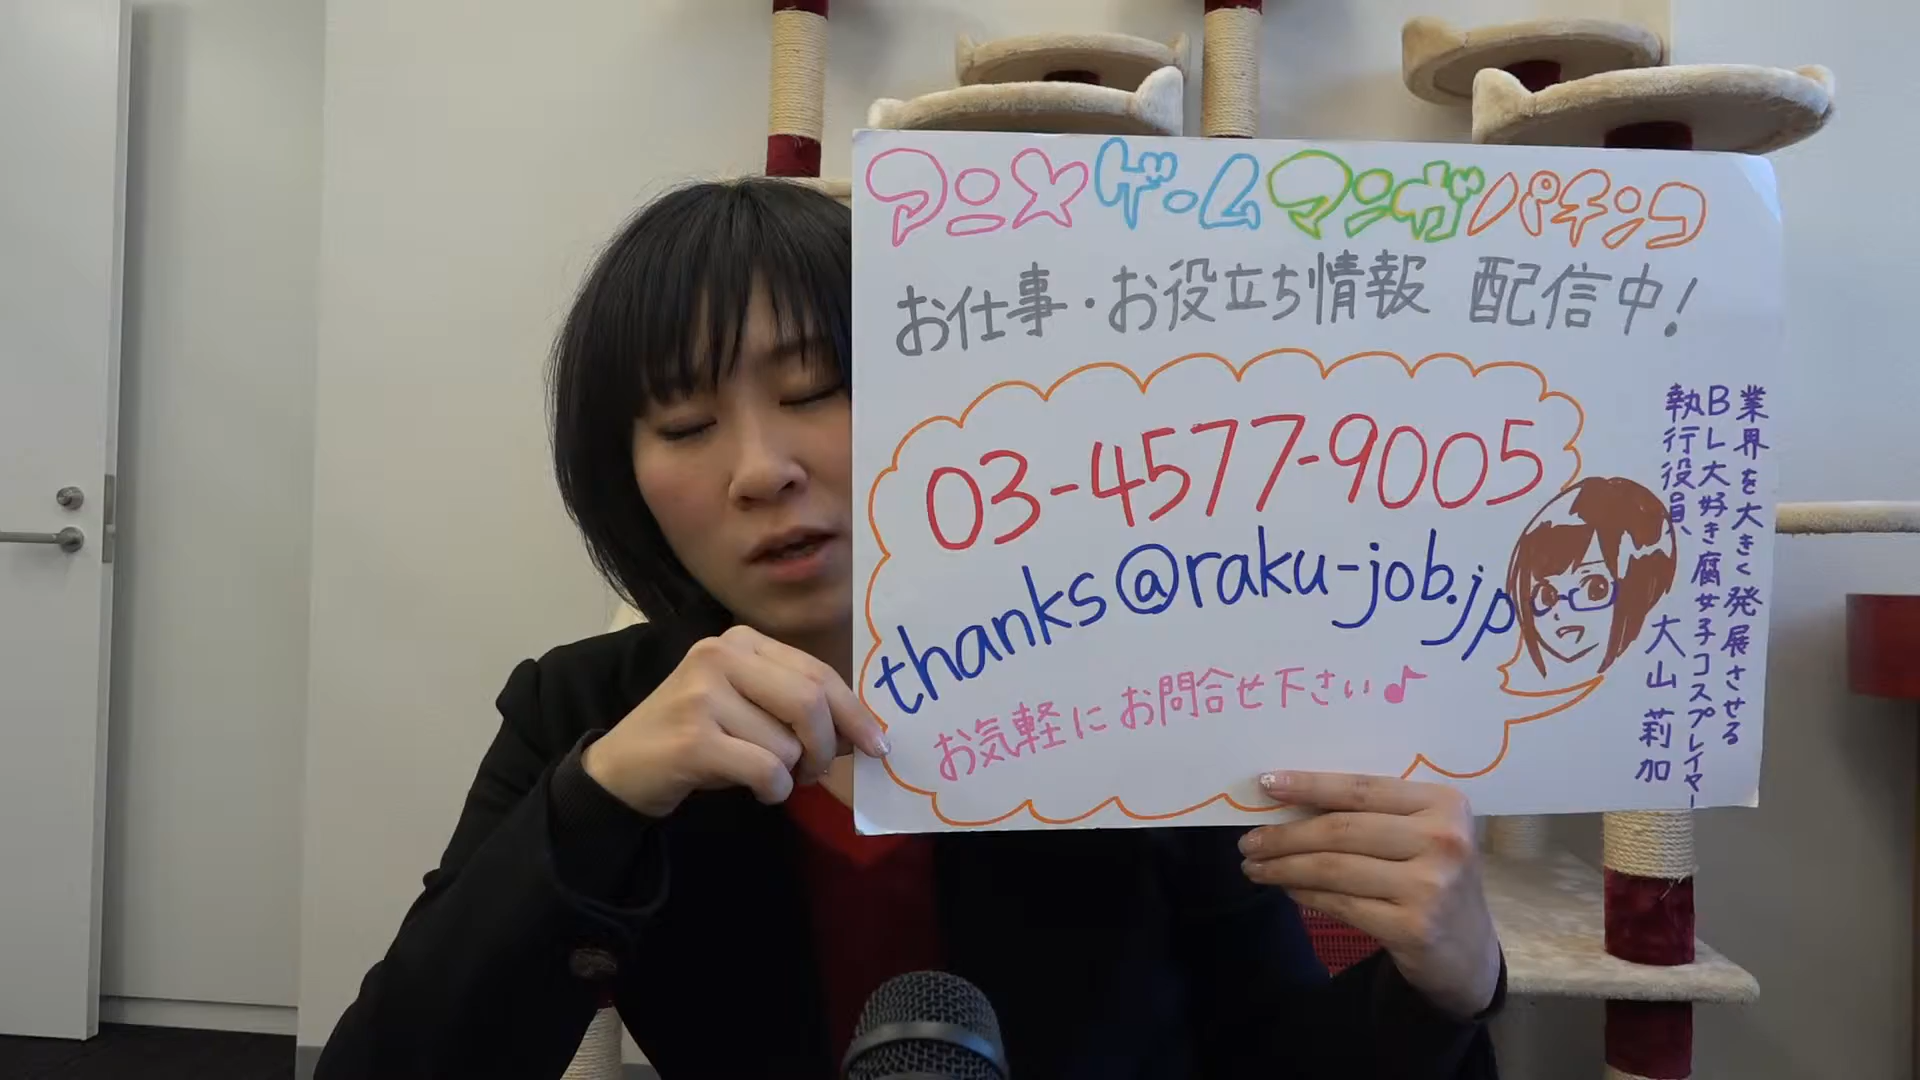 アニメゲームマンガパチンコ
お仕事・お役立ち情報 配信中!
03-4577-9005
thanks@raku-job.jp
お気軽にお問合せ下さい♪
業界を大きく発展させる
BL大好き腐女子コスプレイヤー
執行役員、
大山 莉加